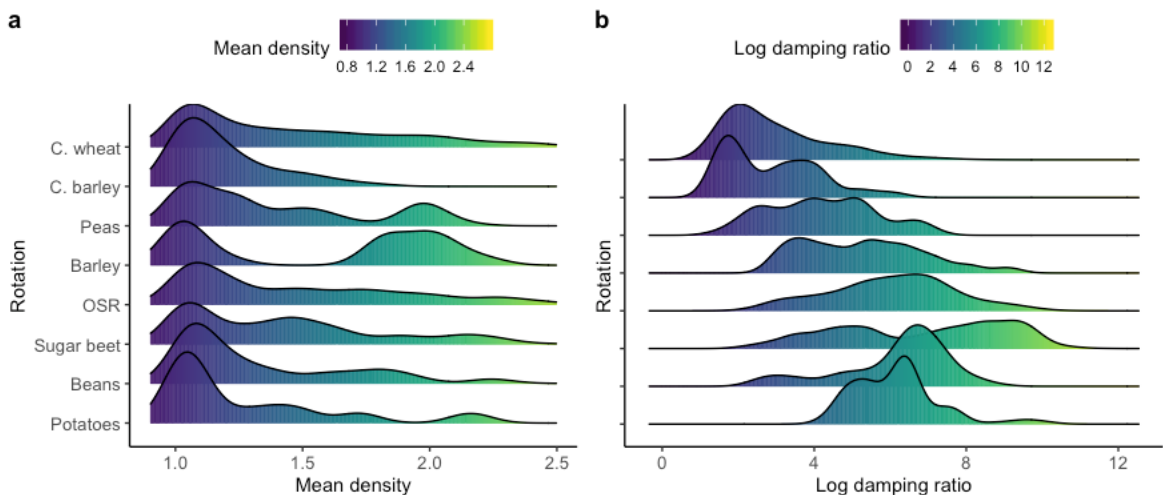 a
Mean density
0.8 1.2 1.6 2.0 2.4
Rotation
C. wheat
C. barley
Peas
Barley
OSR
Sugar beet
Beans
Potatoes
1.0 1.5 2.0 2.5
Mean density
b
Log damping ratio
0 2 4 6 8 10 12
Rotation
0 4 8 12
Log damping ratio